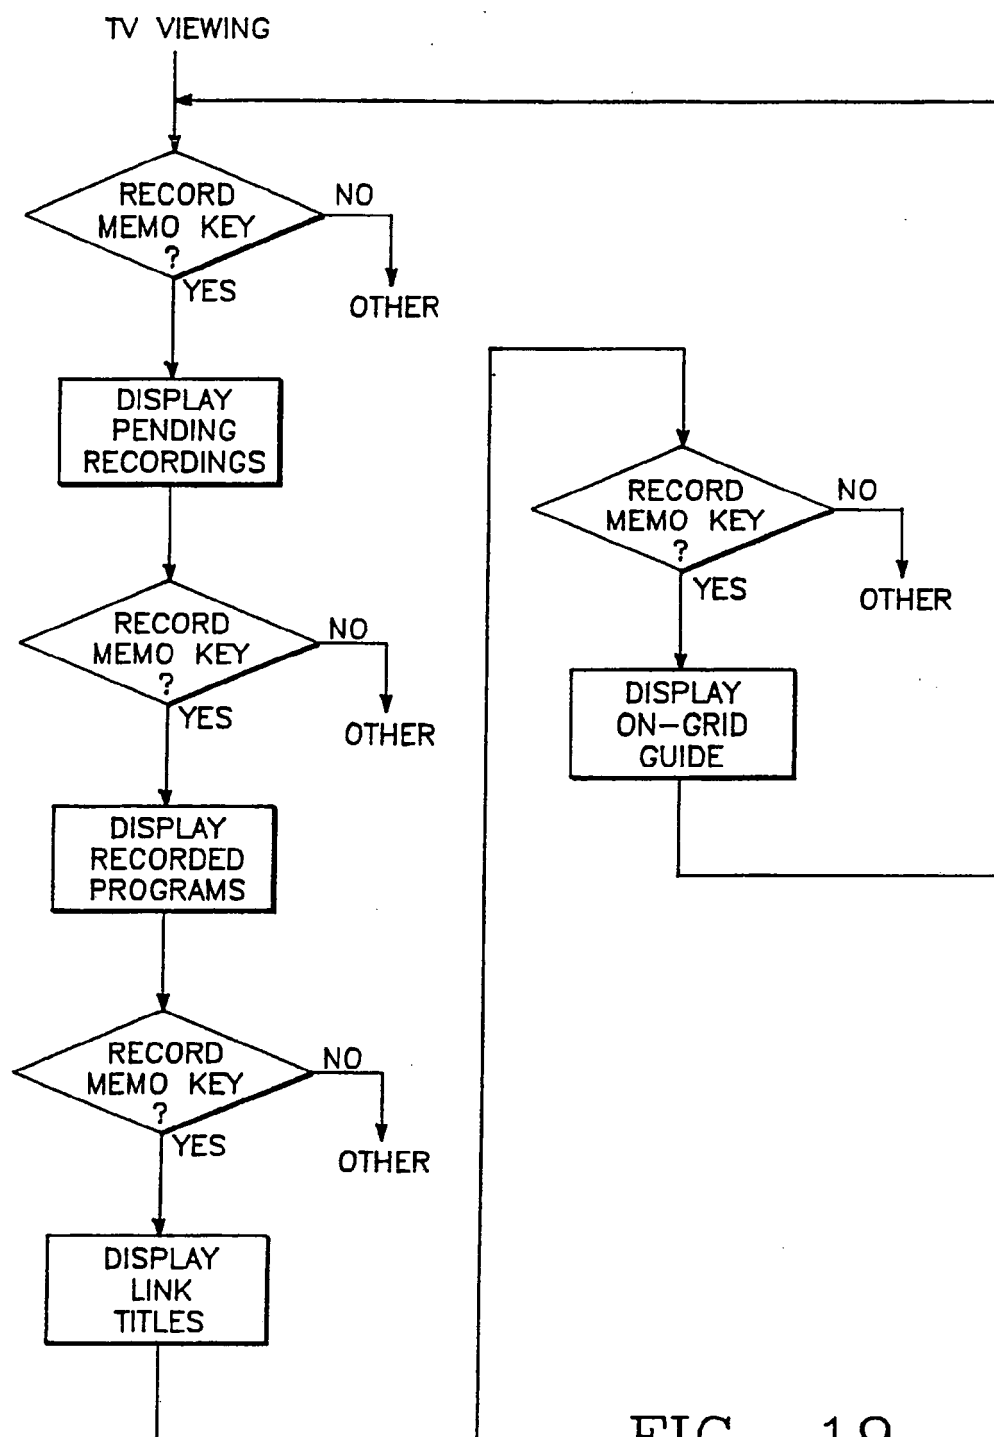 TV VIEWING
RECORD
MEMO KEY
?
NO
YES
OTHER
DISPLAY
PENDING
RECORDINGS
RECORD
MEMO KEY
?
NO
YES
OTHER
DISPLAY
RECORDED
PROGRAMS
RECORD
MEMO KEY
?
NO
YES
OTHER
DISPLAY
LINK
TITLES
RECORD
MEMO KEY
?
NO
YES
OTHER
DISPLAY
ON-GRID
GUIDE
FIG.